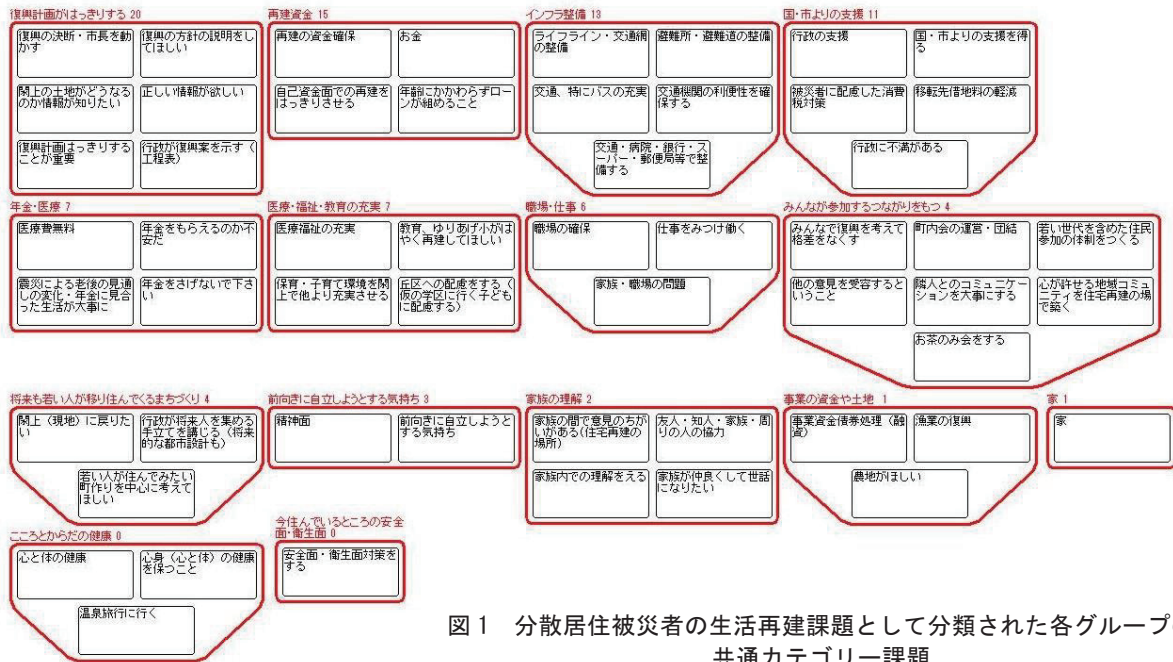 復興計画がはっきりする 20
復興の決断・市長を動
かす
復興の方針の説明をし
てほしい
閖上の土地がどうなる
のか情報が知りたい
正しい情報が欲しい
復興計画はっきりする
ことが重要
行政が復興案を示す（
工程表）
再建資金 15
再建の資金確保
お金
自己資金面での再建を
はっきりさせる
年齢にかかわらずロー
ンが組めること
インフラ整備 13
ライフライン・交通網
の整備
避難所・避難道の整備
交通、特にバスの充実
交通機関の利便性を確
保する
交通・病院・銀行・ス
ーパー・郵便局等で整
備する
国・市よりの支援 11
行政の支援
国・市よりの支援を得
る
被災者に配慮した消費
税対策
移転先借地料の軽減
行政に不満がある
年金・医療 7
医療費無料
年金をもらえるのか不
安だ
震災による老後の見通
しの変化・年金に見合
った生活が大事に
年金をさげないで下さ
い
医療・福祉・教育の充実 7
医療福祉の充実
教育、ゆりあげ小がは
やく再建してほしい
保育・子育て環境を閖
上で他より充実させる
丘区への配慮をする（
仮の学区に行く子ども
に配慮する）
職場・仕事 6
職場の確保
仕事をみつけ働く
家族・職場の問題
みんなが参加するつながりをもつ 4
みんなで復興を考えて
格差をなくす
町内会の運営・団結
若い世代を含めた住民
参加の体制をつくる
他の意見を受容すると
いうこと
隣人とのコミュニケー
ションを大事にする
心が許せる地域コミュ
ニティを住宅再建の場
で築く
お茶のみ会をする
将来も若い人が移り住んでくるまちづくり 4
閖上（現地）に戻りた
い
行政が将来人を集める
手立てを講じる（将来
的な都市設計も）
若い人が住んでみたい
町作りを中心に考えて
ほしい
前向きに自立しようとする気持ち 3
精神面
前向きに自立しようと
する気持ち
家族の理解 2
家族の間で意見のちが
いがある(住宅再建の
場所)
友人・知人・家族・周
りの人の協力
家族内での理解をえる
家族が仲良くして世話
になりたい
事業の資金や土地 1
事業資金債券処理（融
資）
漁業の復興
農地がほしい
家 1
家
こころとからだの健康 0
心と体の健康
心身（心と体）の健康
を保つこと
温泉旅行に行く
今住んでいるところの安全
面・衛生面 0
安全面・衛生面対策を
する
図1 分散居住被災者の生活再建課題として分類された各グループ
共通カテゴリー課題